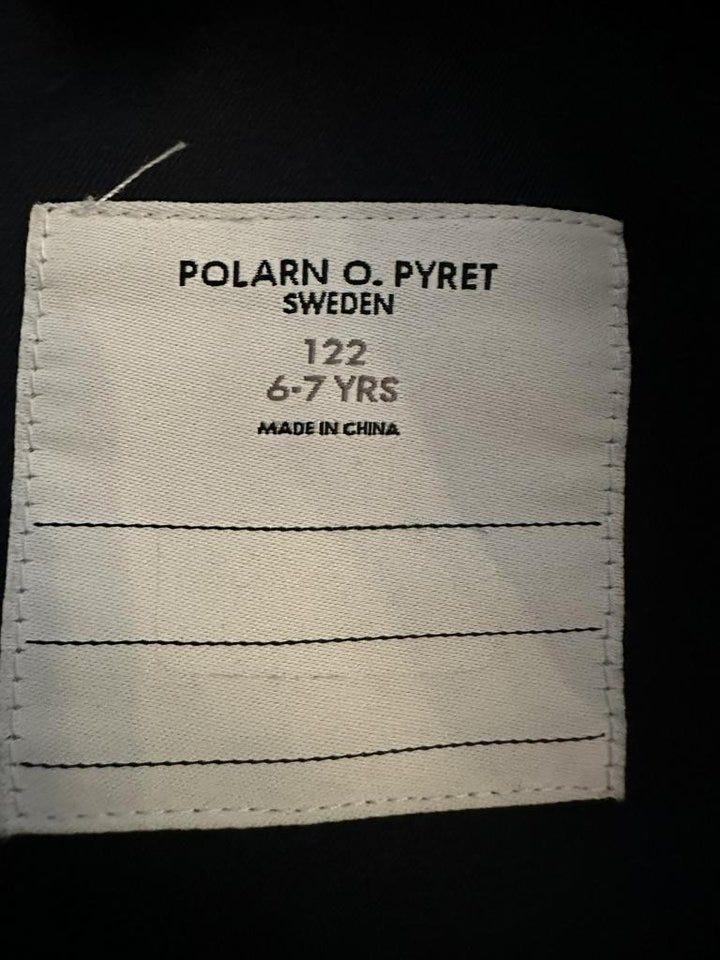 POLARN O. PYRET
SWEDEN
122
6-7 YRS
MADE IN CHINA